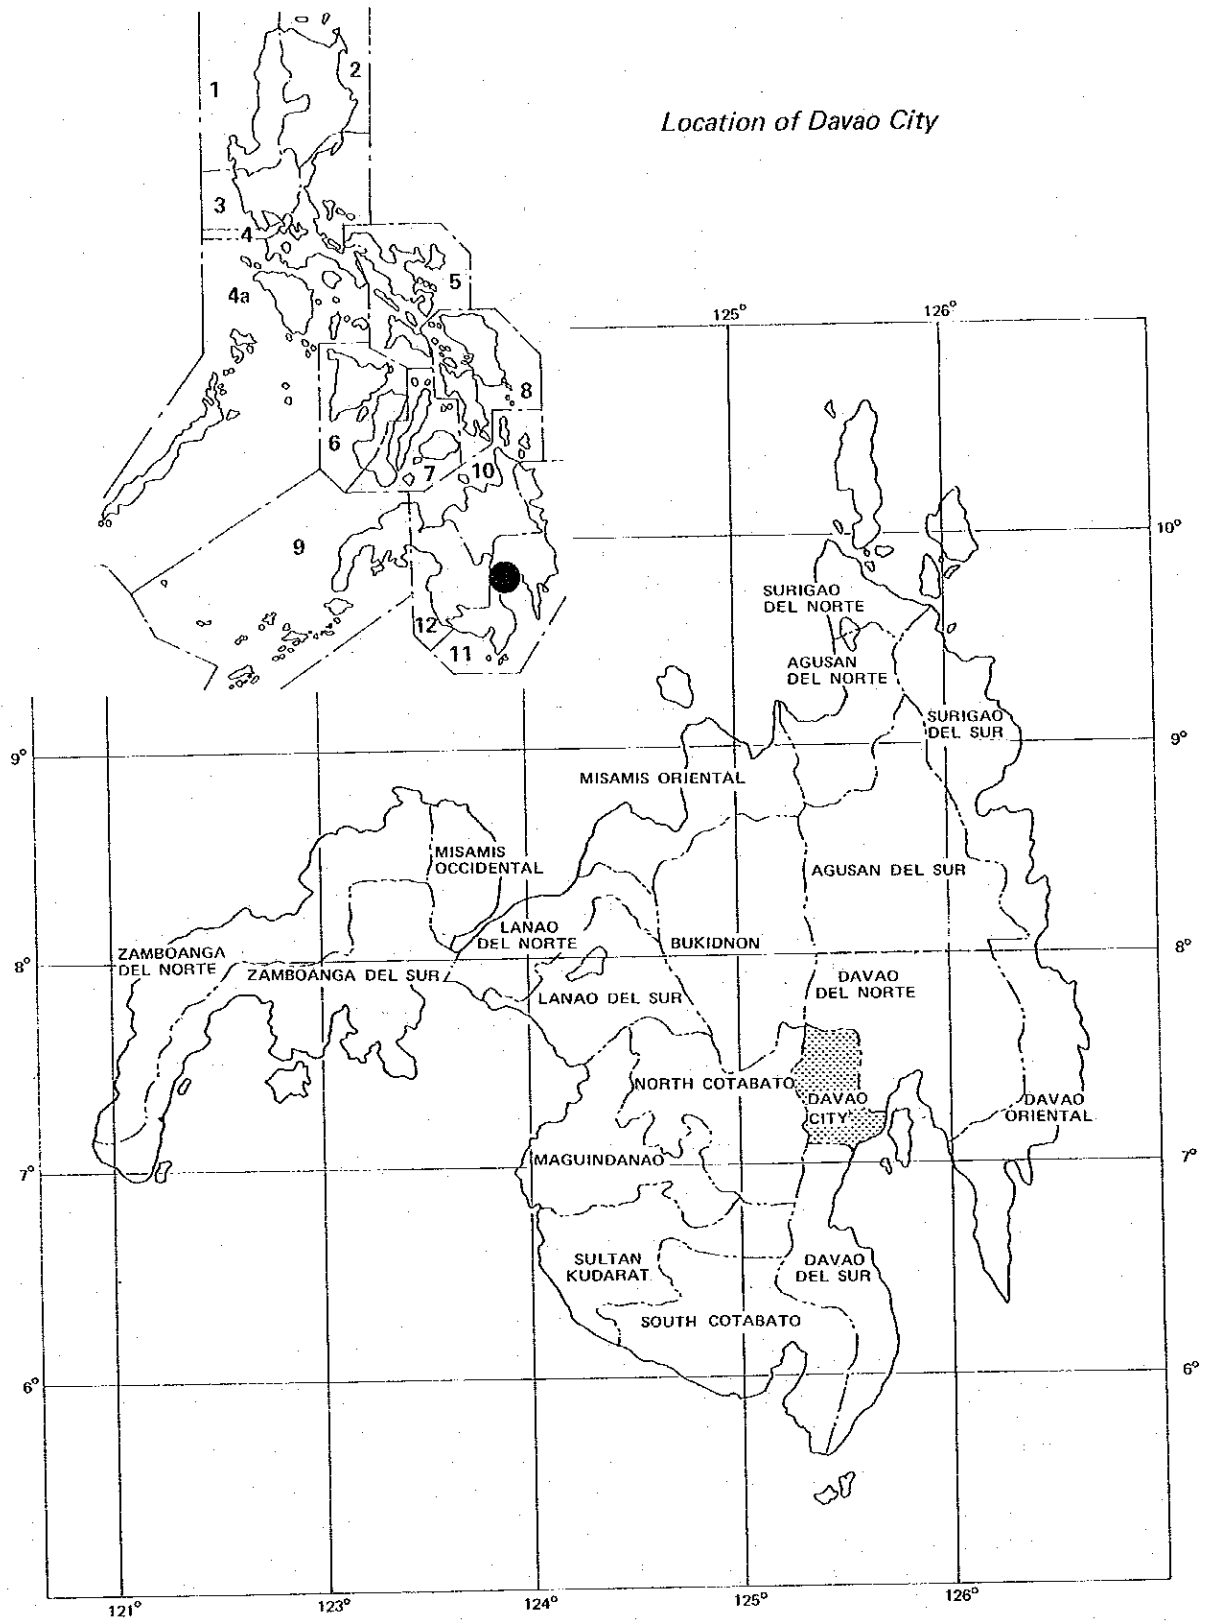 Location of Davao City
1
2
3
4
4a
5
6
7
8
9
10
11
12
125°
126°
10°
SURIGAO
DEL NORTE
AGUSAN
DEL NORTE
SURIGAO
DEL SUR
9°
9°
MISAMIS ORIENTAL
MISAMIS
OCCIDENTAL
AGUSAN DEL SUR
LANAO
DEL NORTE
BUKIDNON
ZAMBOANGA
DEL NORTE
8°
8°
ZAMBOANGA DEL SUR
LANAO DEL SUR
DAVAO
DEL NORTE
NORTH COTABATO
DAVAO
CITY
DAVAO
ORIENTAL
MAGUINDANAO
7°
7°
SULTAN
KUDARAT
DAVAO
DEL SUR
SOUTH COTABATO
6°
6°
121°
123°
124°
125°
126°